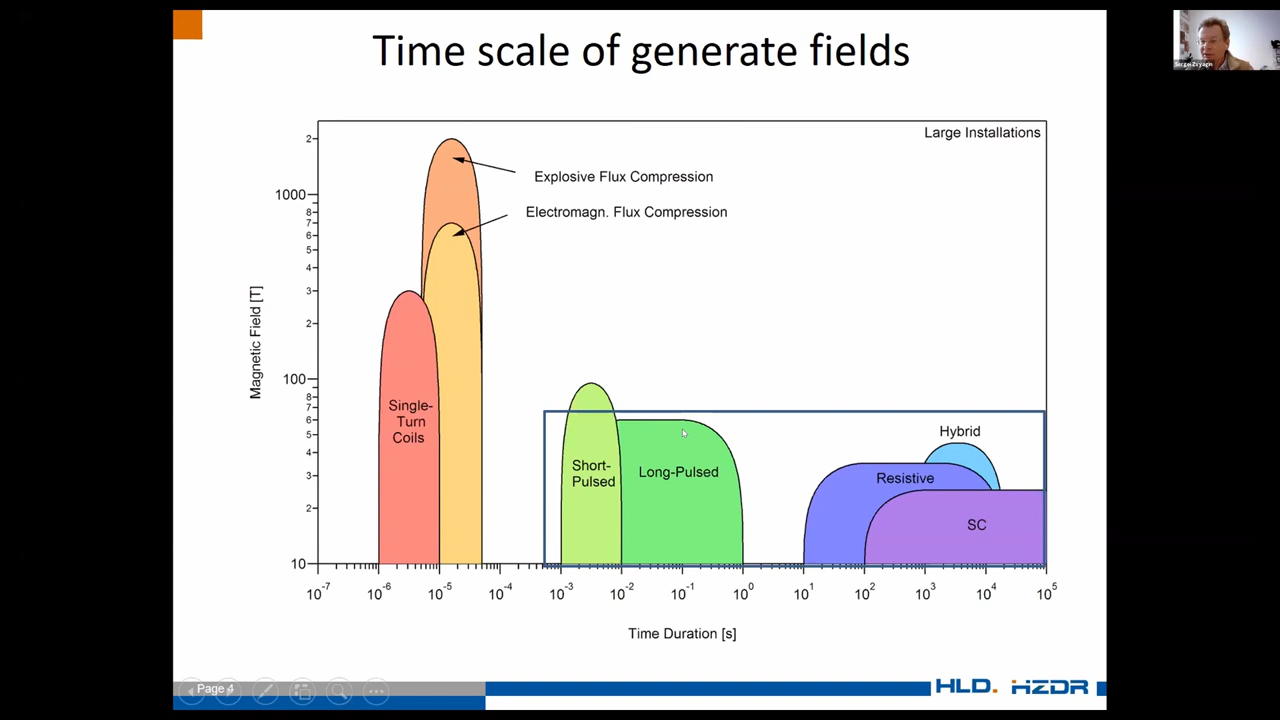 Time scale of generate fields
Sergei Zvyagin
Large Installations
Explosive Flux Compression
Electromagn. Flux Compression
Magnetic Field [T]
2
1000
8
7
6
5
4
3
2
100
8
7
6
5
4
3
2
10
Single-
Turn
Coils
Short-
Pulsed
Long-Pulsed
Hybrid
Resistive
SC
10⁻⁷ 10⁻⁶ 10⁻⁵ 10⁻⁴ 10⁻³ 10⁻² 10⁻¹ 10⁰ 10¹ 10² 10³ 10⁴ 10⁵
Time Duration [s]
Page 4
HLD. HZDR